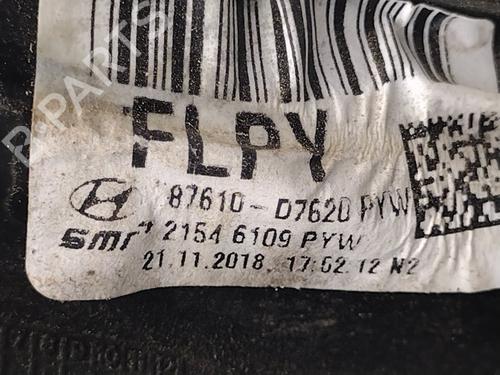 B-PARTS
FLPY
87610-D7620 PYW
smr 2154 6109 PYW
21.11.2018 17:52:12 N2